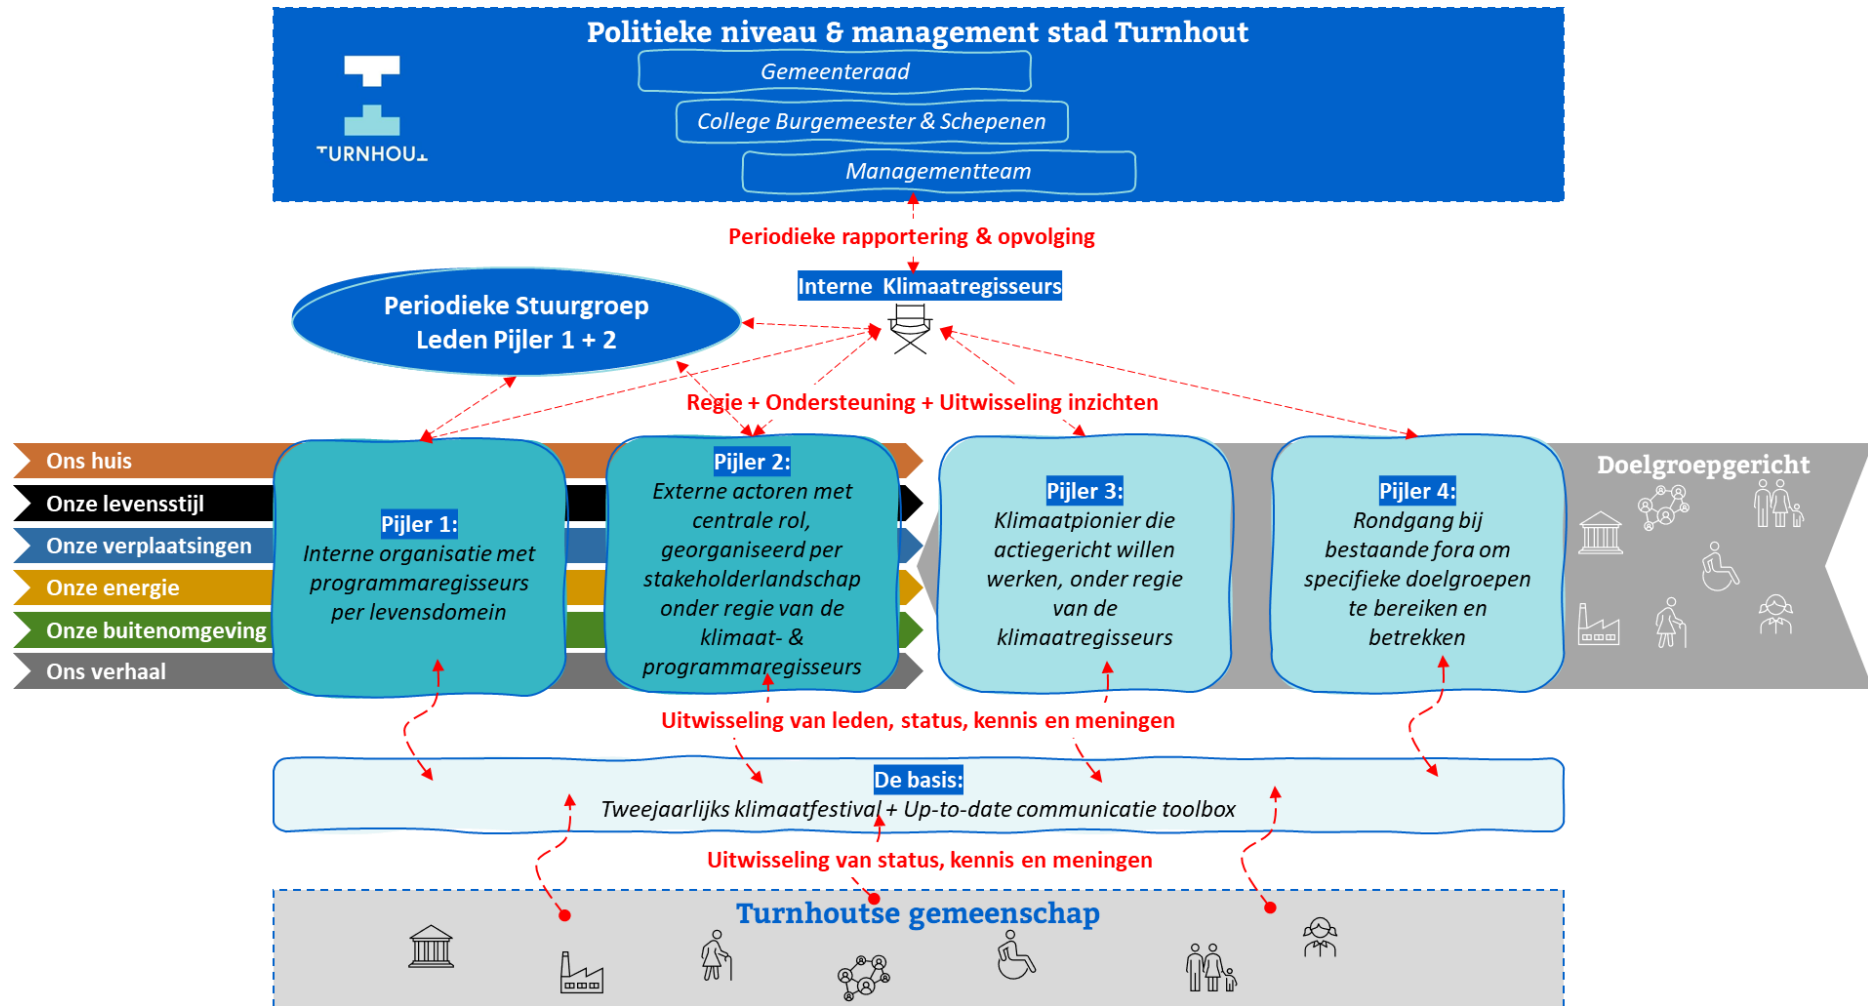 Politieke niveau & management stad Turnhout
Gemeenteraad
College Burgemeester & Schepenen
Managementteam
TURNHOUT
Periodieke rapportering & opvolging
Interne Klimaatregisseurs
Periodieke Stuurgroep
Leden Pijler 1 + 2
Regie + Ondersteuning + Uitwisseling inzichten
Ons huis
Onze levensstijl
Onze verplaatsingen
Onze energie
Onze buitenomgeving
Ons verhaal
Pijler 1:
Interne organisatie met
programmaregisseurs
per levensdomein
Pijler 2:
Externe actoren met
centrale rol,
georganiseerd per
stakeholderlandschap
onder regie van de
klimaat- &
programmaregisseurs
Pijler 3:
Klimaatpionier die
actiegericht willen
werken, onder regie
van de
klimaatregisseurs
Pijler 4:
Rondgang bij
bestaande fora om
specifieke doelgroepen
te bereiken en
betrekken
Doelgroepgericht
Uitwisseling van leden, status, kennis en meningen
De basis:
Tweejaarlijks klimaatfestival + Up-to-date communicatie toolbox
Uitwisseling van status, kennis en meningen
Turnhoutse gemeenschap